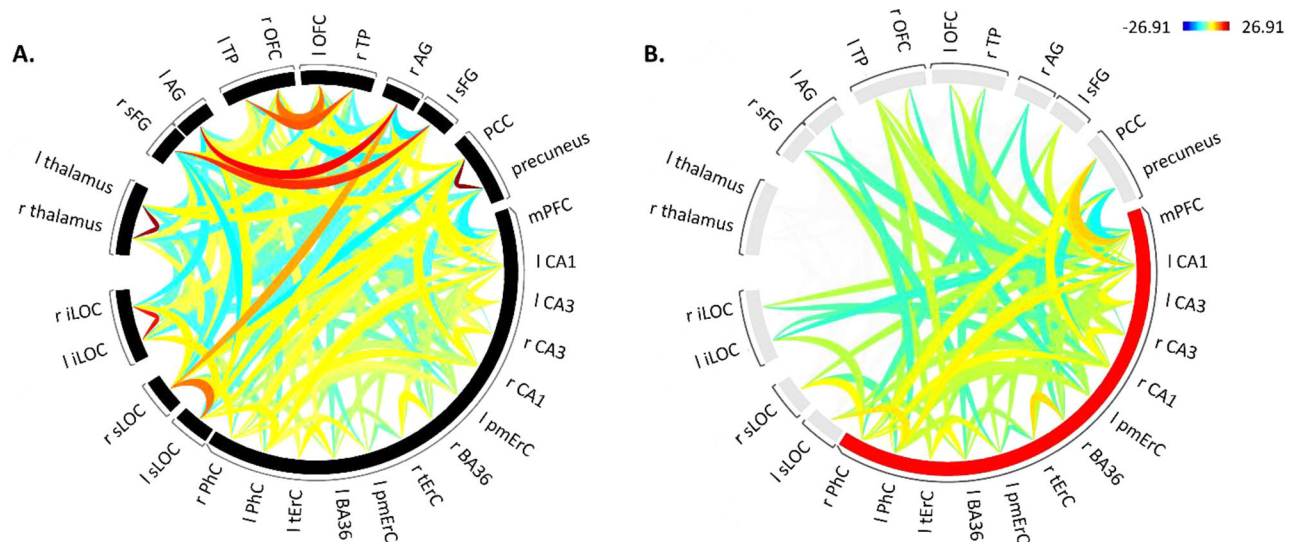 A.
l TP
r OFC
l OFC
r TP
r AG
l sFG
PCC
precuneus
mPFC
l CA1
l CA3
r CA3
r CA1
l pmErC
r BA36
r tErC
l pmErC
l BA36
l tErC
l PhC
r PhC
l sLOC
r sLOC
l iLOC
r iLOC
r thalamus
l thalamus
r sFG
l AG
B.
-26.91 26.91
l TP
r OFC
l OFC
r TP
r AG
l sFG
PCC
precuneus
mPFC
l CA1
l CA3
r CA3
r CA1
l pmErC
r BA36
r tErC
l pmErC
l BA36
l tErC
l PhC
r PhC
l sLOC
r sLOC
l iLOC
r iLOC
r thalamus
l thalamus
r sFG
l AG